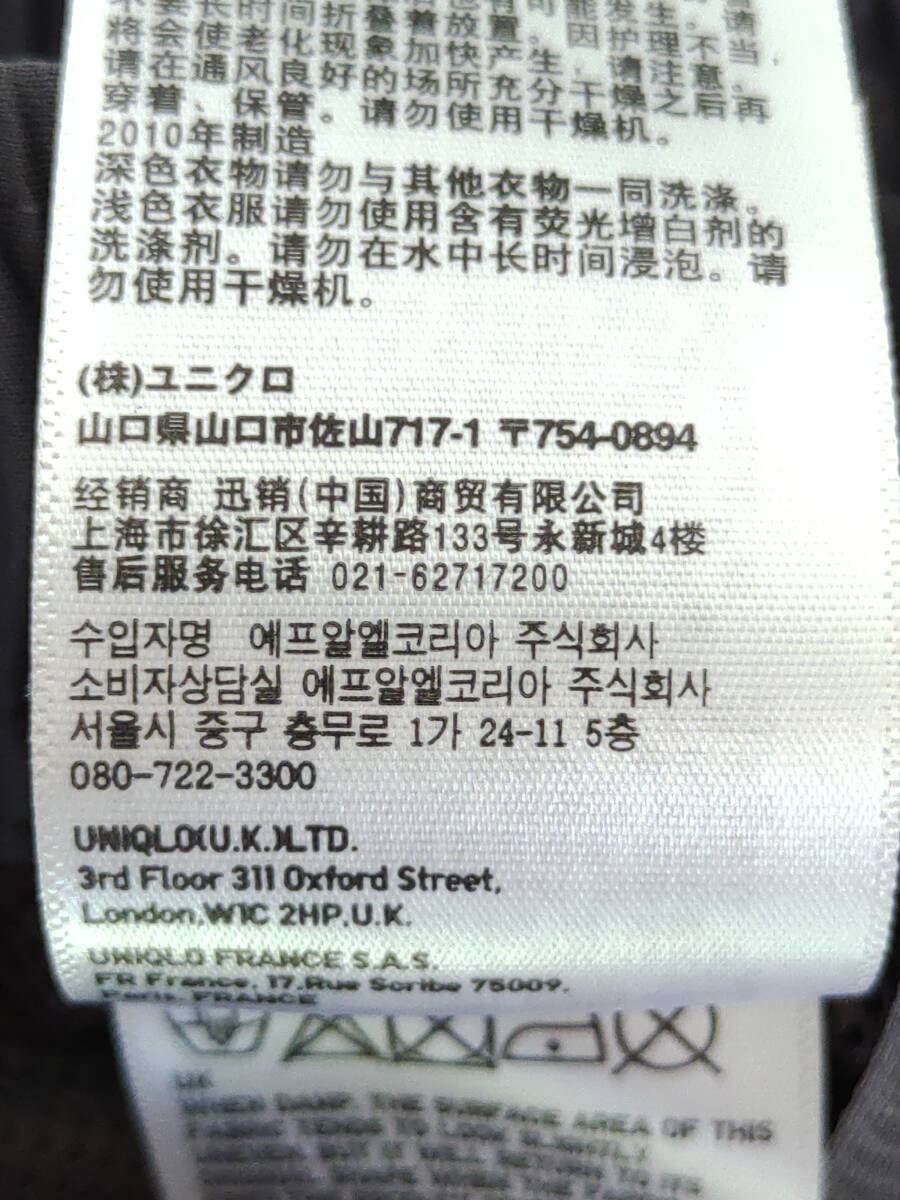 将会使老化现象加快产生，请注意。
请在通风良好的场所充分干燥之后再
穿着、保管。请勿使用干燥机。
2010年制造
深色衣物请勿与其他衣物一同洗涤。
浅色衣服请勿使用含有荧光增白剂的
洗涤剂。请勿在水中长时间浸泡。请
勿使用干燥机。
(株)ユニクロ
山口県山口市佐山717-1 〒754-0894
经销商 迅销(中国)商贸有限公司
上海市徐汇区辛耕路133号永新城4楼
售后服务电话 021-62717200
수입자명 에프알엘코리아 주식회사
소비자상담실 에프알엘코리아 주식회사
서울시 중구 충무로 1가 24-11 5층
080-722-3300
UNIQLO(U.K.)LTD.
3rd Floor 311 Oxford Street,
London,W1C 2HP,U.K.
UNIQLO FRANCE S.A.S.
FR France, 17,Rue Scribe 75009,
Paris, FRANCE
UK
WHEN DAMP, THE SURFACE AREA OF THIS
FABRIC TENDS TO LOOK